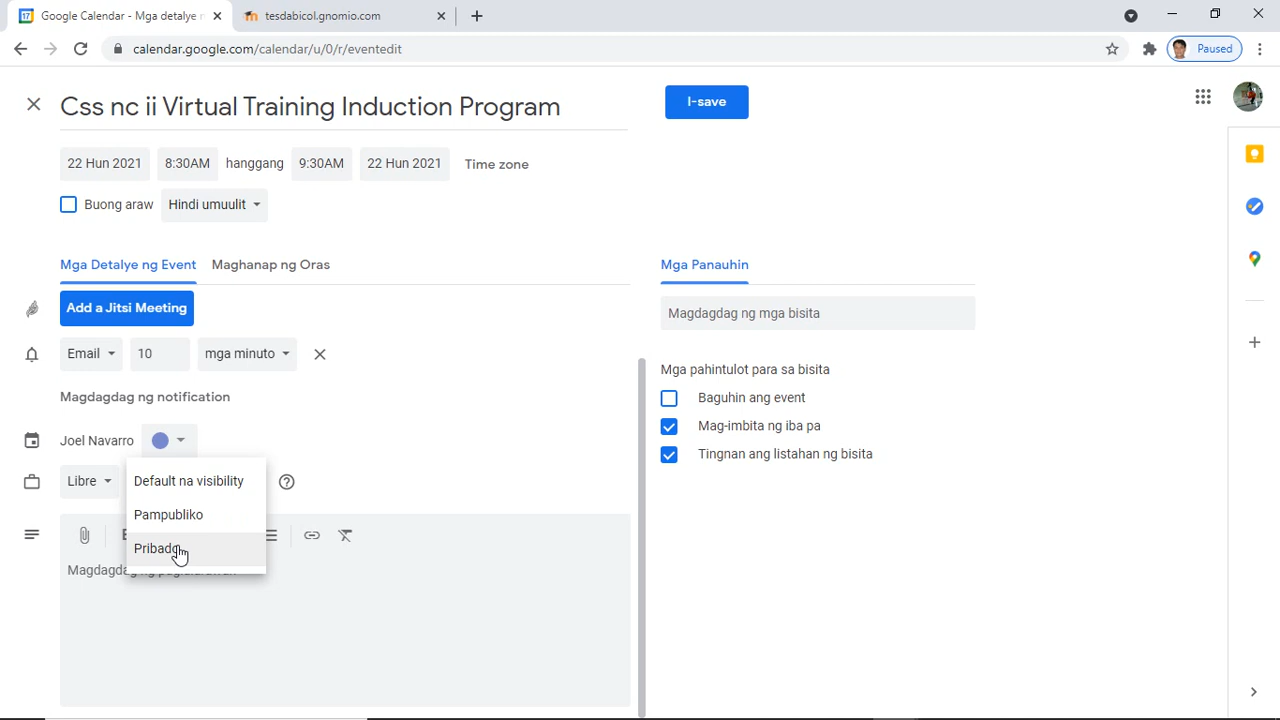 Google Calendar - Mga detalye
tesdabicol.gnomio.com
calendar.google.com/calendar/u/0/r/eventedit
Paused
Css nc ii Virtual Training Induction Program
I-save
22 Hun 2021
8:30AM
hanggang
9:30AM
22 Hun 2021
Time zone
Buong araw
Hindi umuulit
Mga Detalye ng Event
Maghanap ng Oras
Mga Panauhin
Add a Jitsi Meeting
Magdagdag ng mga bisita
Email
10
mga minuto
Mga pahintulot para sa bisita
Magdagdag ng notification
Baguhin ang event
Mag-imbita ng iba pa
Joel Navarro
Tingnan ang listahan ng bisita
Libre
Default na visibility
Pampubliko
Pribado